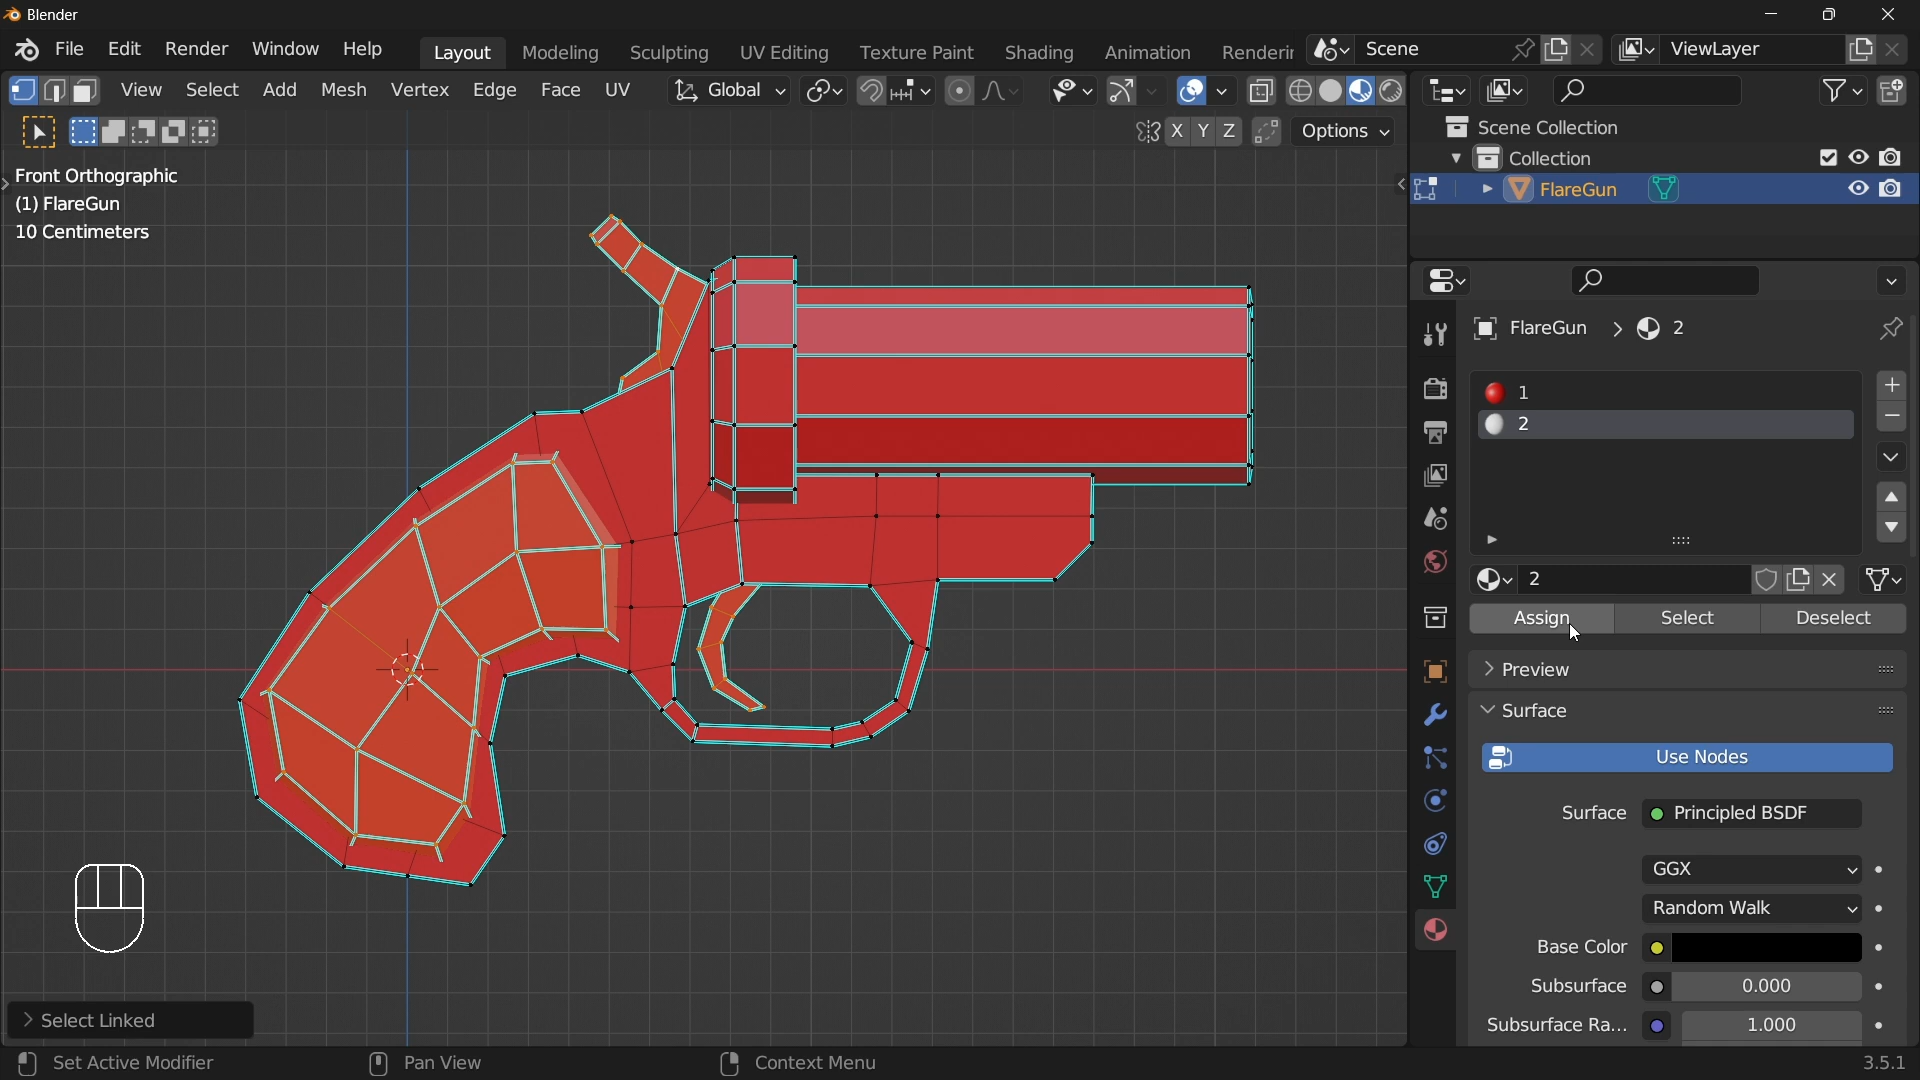 Blender
File Edit Render Window Help Layout Modeling Sculpting UV Editing Texture Paint Shading Animation Renderin Scene ViewLayer
View Select Add Mesh Vertex Edge Face UV Global
X Y Z Options
Scene Collection
Collection
FlareGun
Front Orthographic
(1) FlareGun
10 Centimeters
FlareGun 2
1
2
2
Assign Select Deselect
Preview
Surface
Use Nodes
Surface Principled BSDF
GGX
Random Walk
Base Color
Subsurface 0.000
Subsurface Ra... 1.000
Select Linked
Set Active Modifier Pan View Context Menu 3.5.1